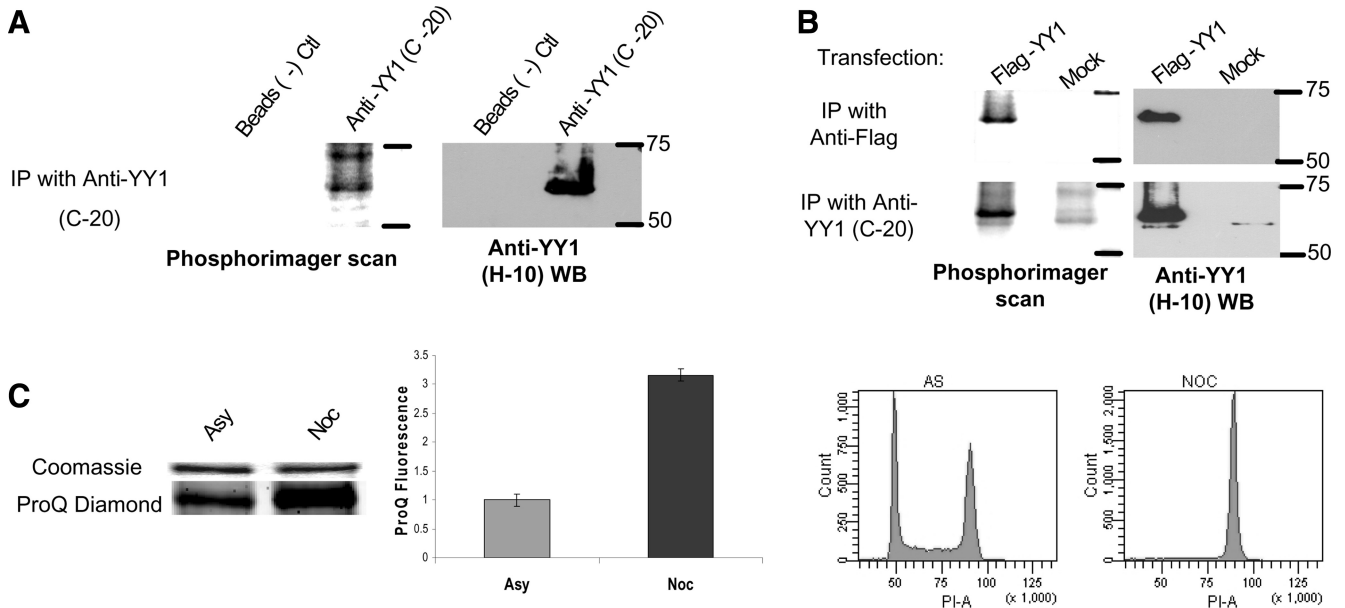 A
Beads ( - ) Ctl
Anti - YY1 ( C - 20)
Beads ( - ) Ctl
Anti - YY1 ( C - 20)
IP with Anti-YY1
(C-20)
75
50
Phosphorimager scan
Anti-YY1
(H-10) WB
B
Transfection:
Flag - YY1
Mock
Flag - YY1
Mock
IP with
Anti-Flag
75
50
IP with Anti-
YY1 (C-20)
75
50
Phosphorimager
scan
Anti-YY1
(H-10) WB
C
Asy
Noc
Coomassie
ProQ Diamond
ProQ Fluorescence
3.5
3
2.5
2
1.5
1
0.5
0
Asy
Noc
AS
Count
1,000
750
500
250
0
50
75
100
125
PI-A
(x 1,000)
NOC
Count
2,000
1,500
1,000
500
0
50
75
100
125
PI-A
(x 1,000)